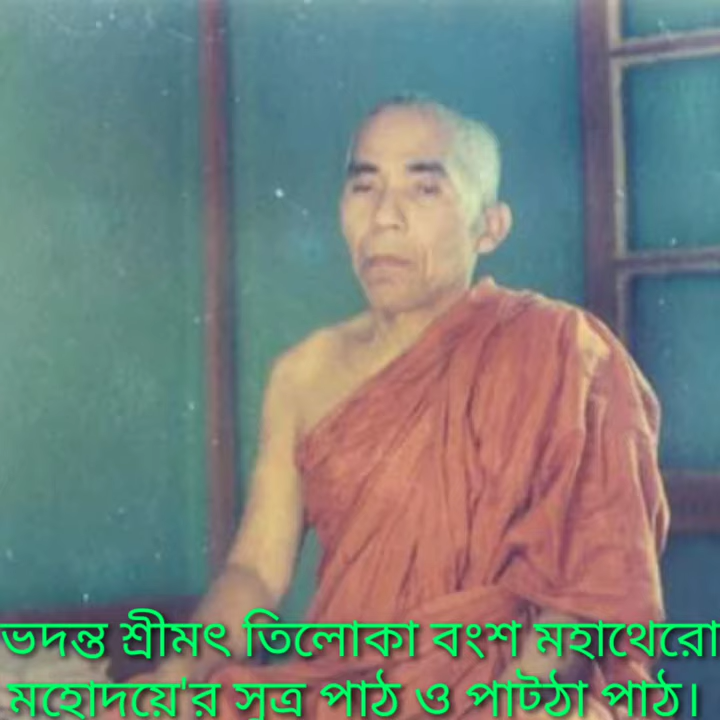 ভদন্ত শ্রীমৎ তিলোকা বংশ মহাথেরো
মহোদয়ে'র সুত্র পাঠ ও পাটঠা পাঠ।